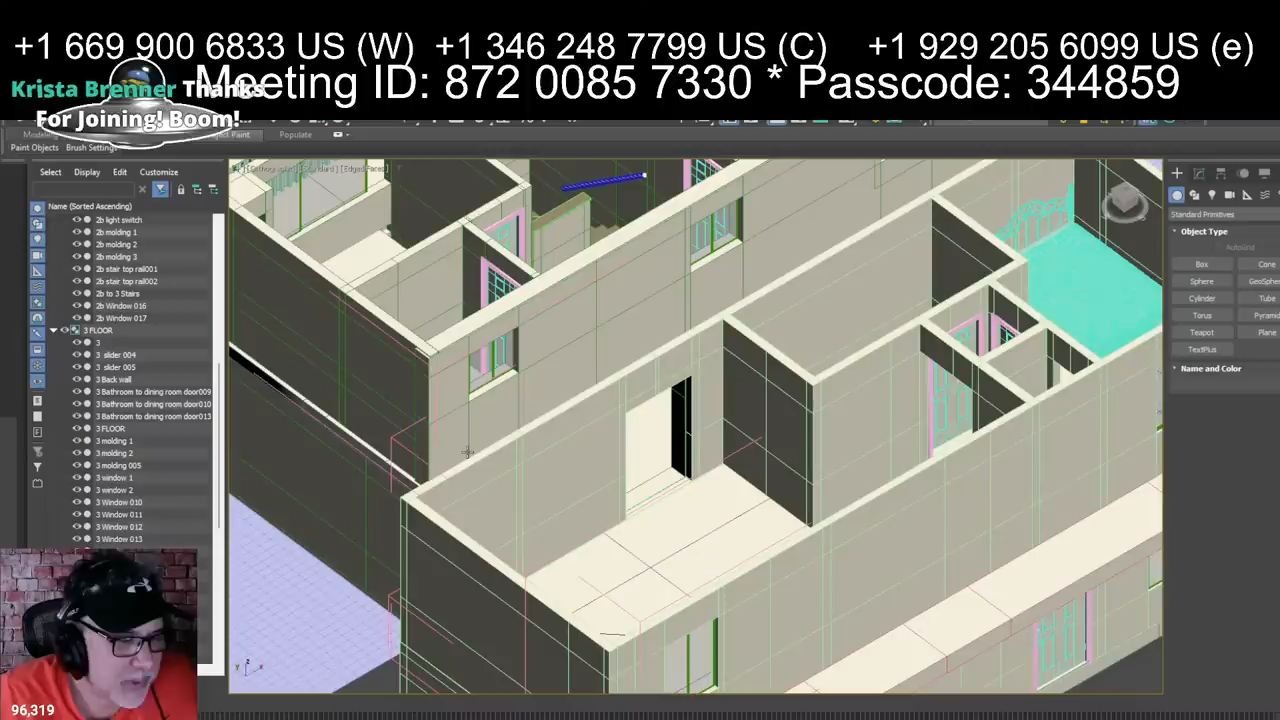 +1 669 900 6833 US (W) +1 346 248 7799 US (C) +1 929 205 6099 US (e)
Meeting ID: 872 0085 7330 * Passcode: 344859
Krista Brenner Thanks
For Joining! Boom!
Populate
Paint Objects Brush Settings
Select Display Edit Customize
Name (Sorted Ascending)
2b light switch
2b molding 1
2b molding 2
2b molding 3
2b stair top rail001
2b stair top rail002
2b to 3 Stairs
2b Window 016
2b Window 017
3 FLOOR
3
3 slider 004
3 slider 005
3 Back wall
3 Bathroom to dining room door009
3 Bathroom to dining room door010
3 Bathroom to dining room door013
3 FLOOR
3 molding 1
3 molding 2
3 molding 005
3 window 1
3 window 2
3 Window 010
3 Window 011
3 Window 012
3 Window 013
Standard Primitives
Object Type
AutoGrid
Box Cone
Sphere GeoSphere
Cylinder Tube
Torus Pyramid
Teapot Plane
TextPlus
Name and Color
96,319